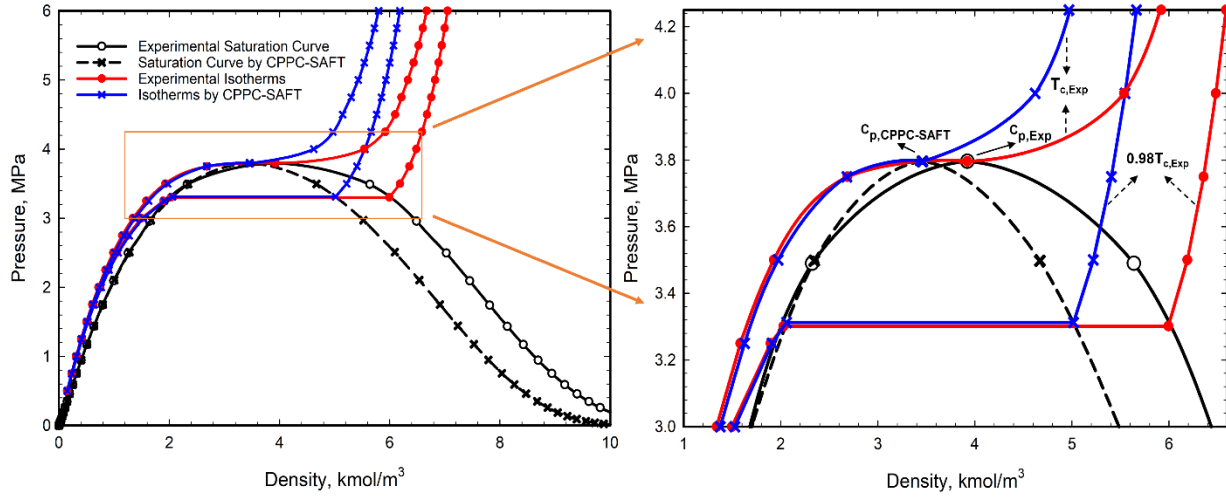 6
5
4
3
2
1
0
Pressure, MPa
Experimental Saturation Curve
Saturation Curve by CPPC-SAFT
Experimental Isotherms
Isotherms by CPPC-SAFT
0 2 4 6 8 10
Density, kmol/m³
4.2
4.0
3.8
3.6
3.4
3.2
3.0
Pressure, MPa
Tc,Exp
Cp,CPPC-SAFT
Cp,Exp
0.98Tc,Exp
1 2 3 4 5 6
Density, kmol/m³